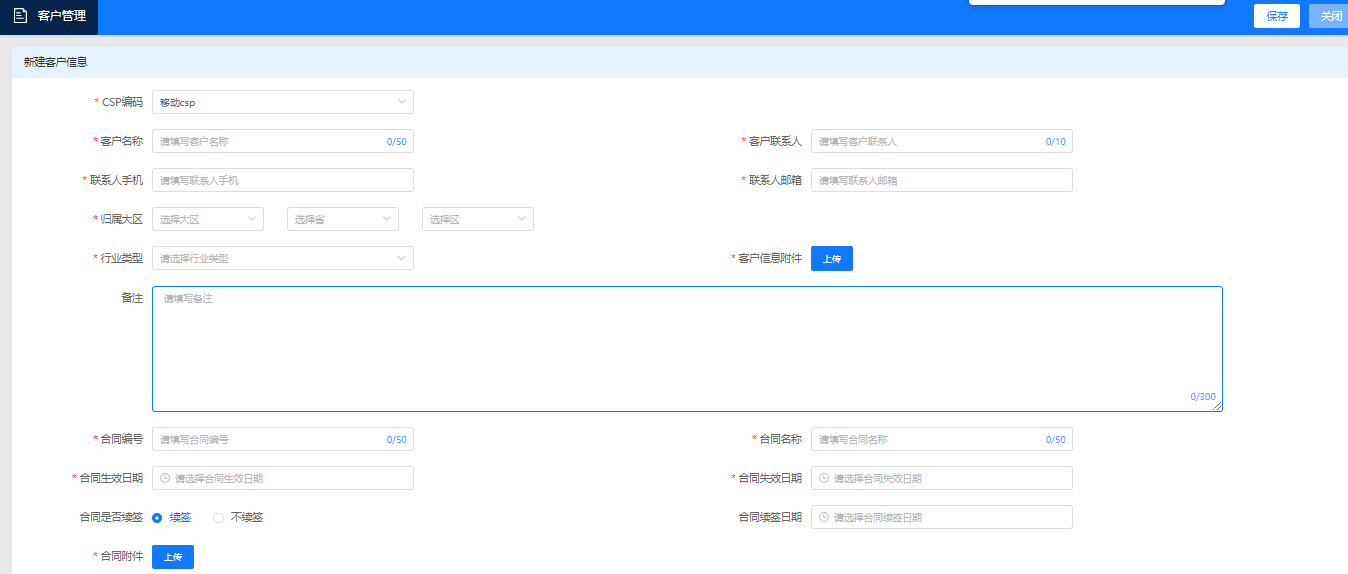 客户管理 保存 关闭
新建客户信息
* CSP编码 移动csp
* 客户名称 请填写客户名称 0/50 * 客户联系人 请填写客户联系人 0/10
* 联系人手机 请填写联系人手机 * 联系人邮箱 请填写联系人邮箱
* 归属大区 选择大区 选择省 选择区
* 行业类型 请选择行业类型 * 客户信息附件 上传
备注 请填写备注
0/300
* 合同编号 请填写合同编号 0/50 * 合同名称 请填写合同名称 0/50
* 合同生效日期 请选择合同生效日期 * 合同失效日期 请选择合同失效日期
合同是否续签 续签 不续签 合同续签日期 请选择合同续签日期
* 合同附件 上传